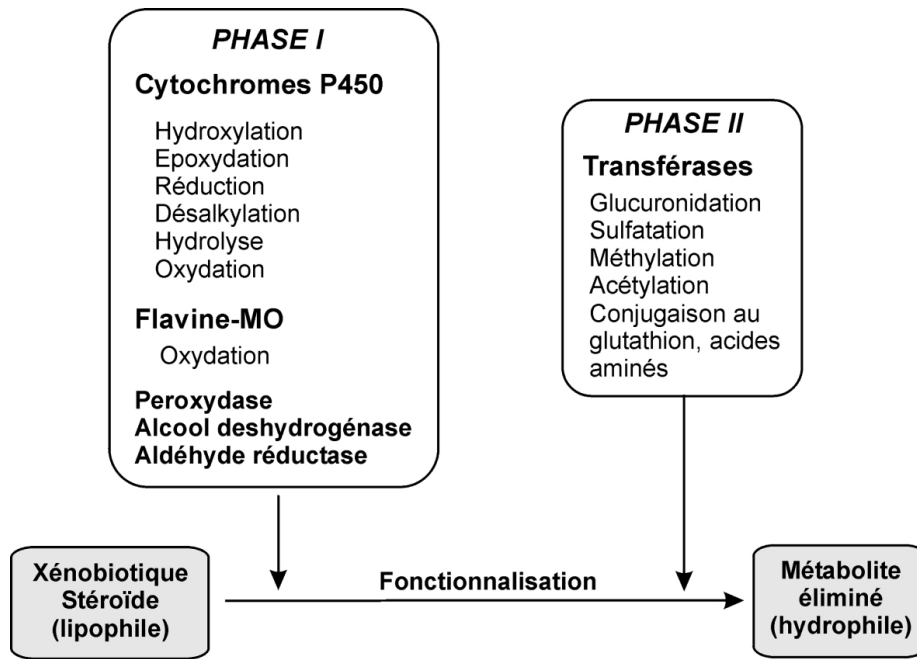 PHASE I
Cytochromes P450
Hydroxylation
Epoxydation
Réduction
Désalkylation
Hydrolyse
Oxydation
Flavine-MO
Oxydation
Peroxydase
Alcool deshydrogénase
Aldéhyde réductase
PHASE II
Transférases
Glucuronidation
Sulfatation
Méthylation
Acétylation
Conjugaison au
glutathion, acides
aminés
Xénobiotique
Stéroïde
(lipophile)
Fonctionnalisation
Métabolite
éliminé
(hydrophile)